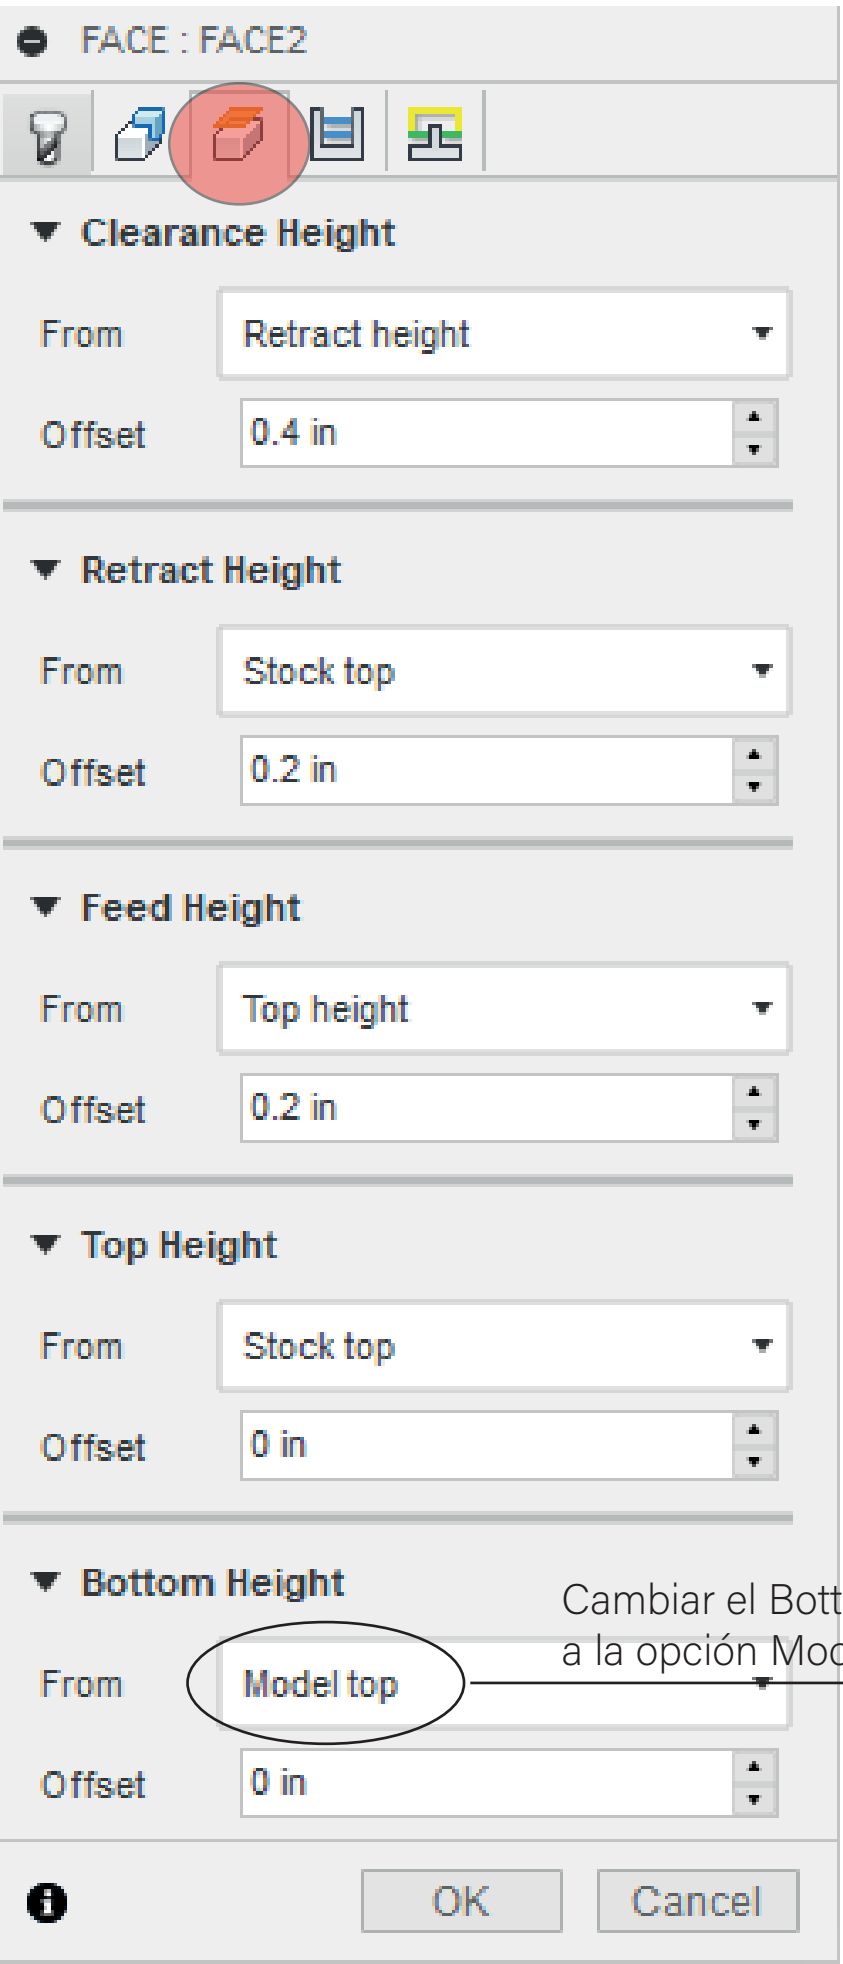 FACE : FACE2
Clearance Height
From Retract height
Offset 0.4 in
Retract Height
From Stock top
Offset 0.2 in
Feed Height
From Top height
Offset 0.2 in
Top Height
From Stock top
Offset 0 in
Bottom Height
Cambiar el Bott
a la opción Mod
From Model top
Offset 0 in
OK Cancel